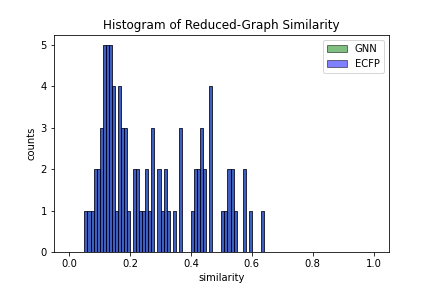 Histogram of Reduced-Graph Similarity
GNN
ECFP
5
4
3
2
1
0
counts
0.0 0.2 0.4 0.6 0.8 1.0
similarity